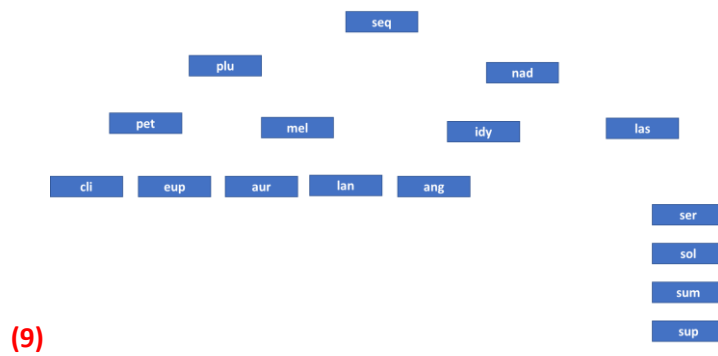 seq
plu
nad
pet
mel
idy
las
cli
eup
aur
lan
ang
ser
sol
sum
sup
(9)